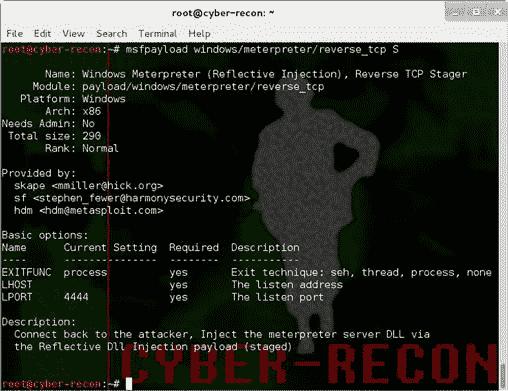 root@cyber-recon: ~
File Edit View Search Terminal Help
root@cyber-recon:~# msfpayload windows/meterpreter/reverse_tcp S
Name: Windows Meterpreter (Reflective Injection), Reverse TCP Stager
Module: payload/windows/meterpreter/reverse_tcp
Platform: Windows
Arch: x86
Needs Admin: No
Total size: 290
Rank: Normal
Provided by:
skape <mmiller@hick.org>
sf <stephen_fewer@harmonysecurity.com>
hdm <hdm@metasploit.com>
Basic options:
Name Current Setting Required Description
---- --------------- -------- -----------
EXITFUNC process yes Exit technique: seh, thread, process, none
LHOST yes The listen address
LPORT 4444 yes The listen port
Description:
Connect back to the attacker, Inject the meterpreter server DLL via
the Reflective Dll Injection payload (staged)
CYBER-RECON
root@cyber-recon:~#